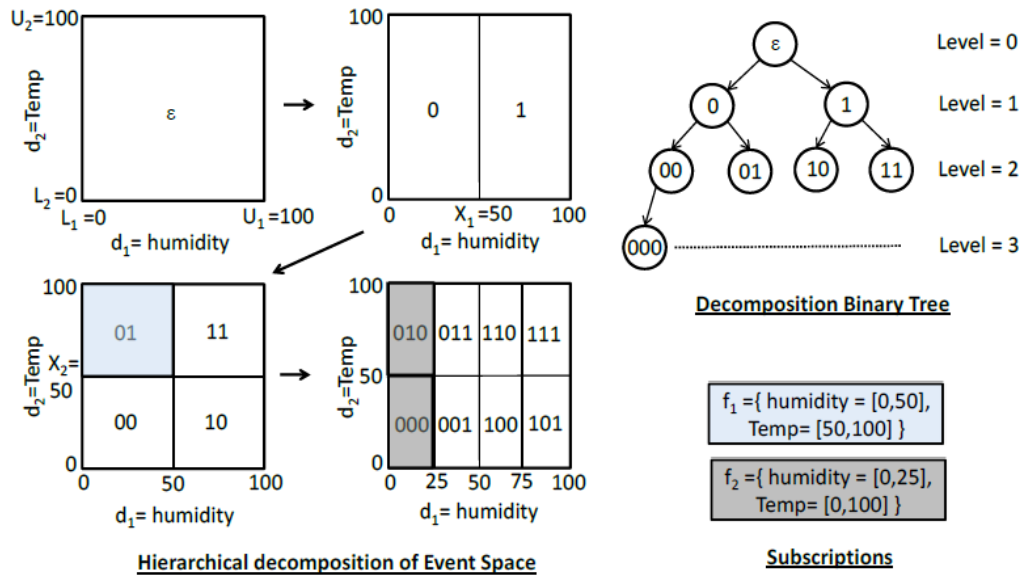 U₂=100
d₂=Temp
ε
L₂=0
L₁ =0
U₁=100
d₁= humidity
100
d₂=Temp
0 1
0
0
X₁=50
100
d₁= humidity
100
01 11
X₂=
50
d₂=Temp
00 10
0
0 50 100
d₁= humidity
100
010 011 110 111
50
d₂=Temp
000 001 100 101
0
0 25 50 75 100
d₁= humidity
Hierarchical decomposition of Event Space
ε
Level = 0
0 1
Level = 1
00 01 10 11
Level = 2
000
Level = 3
Decomposition Binary Tree
f₁ ={ humidity = [0,50],
Temp= [50,100] }
f₂ ={ humidity = [0,25],
Temp= [0,100] }
Subscriptions